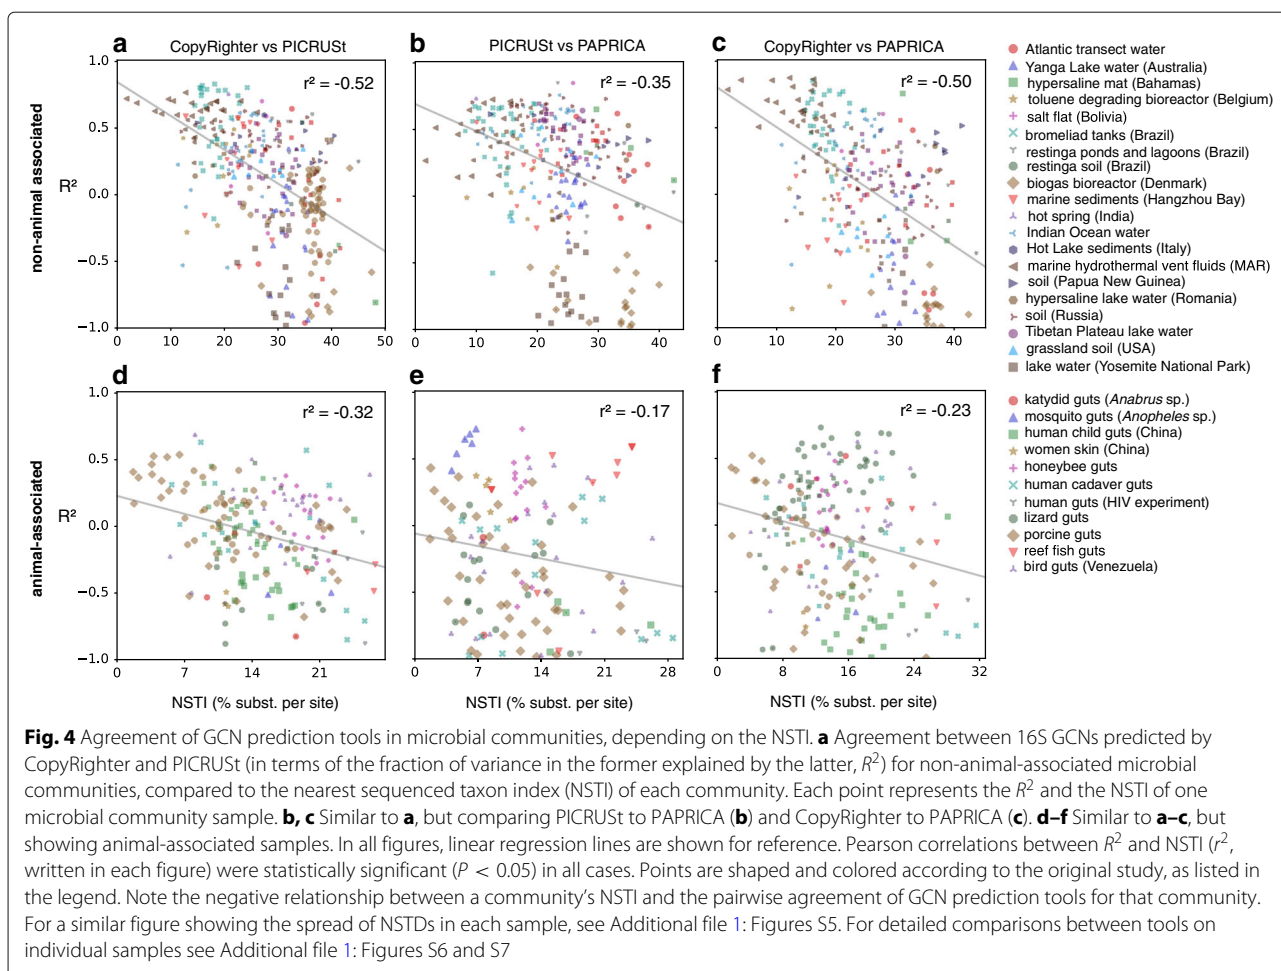 a CopyRighter vs PICRUSt
b PICRUSt vs PAPRICA
c CopyRighter vs PAPRICA
non-animal associated
R²
1.0
0.5
0.0
−0.5
−1.0
r² = -0.52
0 10 20 30 40 50
r² = -0.35
0 10 20 30 40
r² = -0.50
0 10 20 30 40
d
e
f
animal-associated
R²
1.0
0.5
0.0
−0.5
−1.0
r² = -0.32
0 7 14 21
NSTI (% subst. per site)
r² = -0.17
0 7 14 21 28
NSTI (% subst. per site)
r² = -0.23
0 8 16 24 32
NSTI (% subst. per site)
Atlantic transect water
Yanga Lake water (Australia)
hypersaline mat (Bahamas)
toluene degrading bioreactor (Belgium)
salt flat (Bolivia)
bromeliad tanks (Brazil)
restinga ponds and lagoons (Brazil)
restinga soil (Brazil)
biogas bioreactor (Denmark)
marine sediments (Hangzhou Bay)
hot spring (India)
Indian Ocean water
Hot Lake sediments (Italy)
marine hydrothermal vent fluids (MAR)
soil (Papua New Guinea)
hypersaline lake water (Romania)
soil (Russia)
Tibetan Plateau lake water
grassland soil (USA)
lake water (Yosemite National Park)
katydid guts (Anabrus sp.)
mosquito guts (Anopheles sp.)
human child guts (China)
women skin (China)
honeybee guts
human cadaver guts
human guts (HIV experiment)
lizard guts
porcine guts
reef fish guts
bird guts (Venezuela)
Fig. 4 Agreement of GCN prediction tools in microbial communities, depending on the NSTI. a Agreement between 16S GCNs predicted by
CopyRighter and PICRUSt (in terms of the fraction of variance in the former explained by the latter, R²) for non-animal-associated microbial
communities, compared to the nearest sequenced taxon index (NSTI) of each community. Each point represents the R² and the NSTI of one
microbial community sample. b, c Similar to a, but comparing PICRUSt to PAPRICA (b) and CopyRighter to PAPRICA (c). d–f Similar to a–c, but
showing animal-associated samples. In all figures, linear regression lines are shown for reference. Pearson correlations between R² and NSTI (r²,
written in each figure) were statistically significant (P < 0.05) in all cases. Points are shaped and colored according to the original study, as listed in
the legend. Note the negative relationship between a community's NSTI and the pairwise agreement of GCN prediction tools for that community.
For a similar figure showing the spread of NSTDs in each sample, see Additional file 1: Figures S5. For detailed comparisons between tools on
individual samples see Additional file 1: Figures S6 and S7